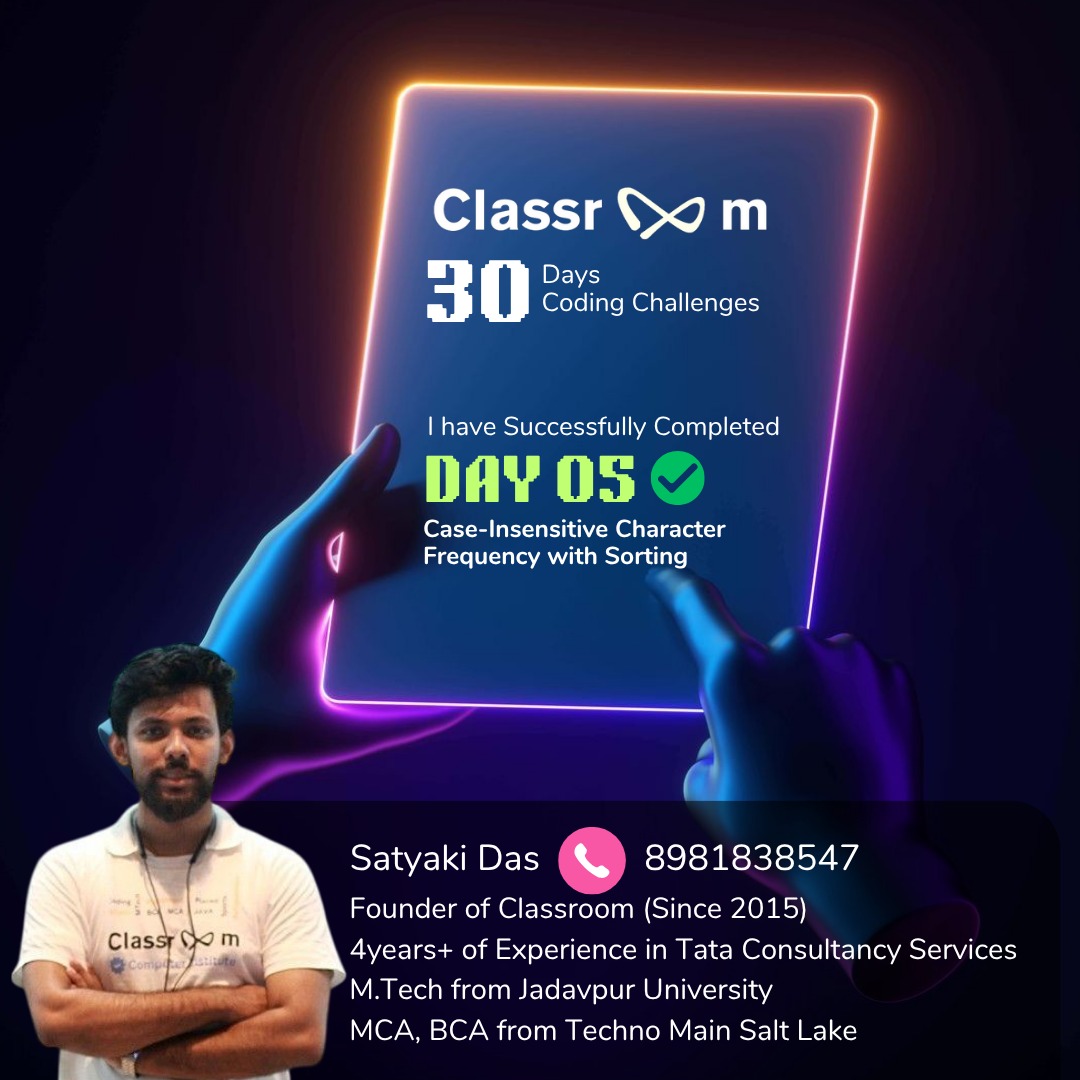 Classr m
30 Days
Coding Challenges
I have Successfully Completed
DAY 05
Case-Insensitive Character
Frequency with Sorting
Classr m
Computer Institute
Satyaki Das 8981838547
Founder of Classroom (Since 2015)
4years+ of Experience in Tata Consultancy Services
M.Tech from Jadavpur University
MCA, BCA from Techno Main Salt Lake